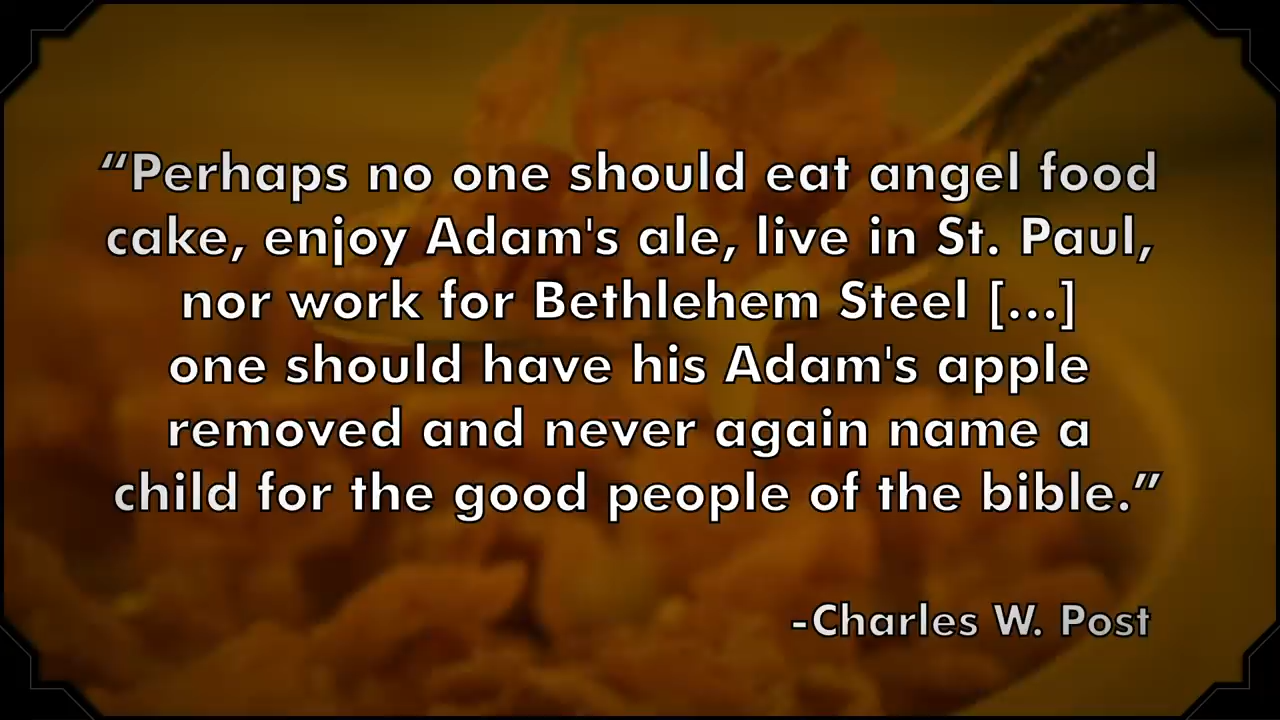 “Perhaps no one should eat angel food
cake, enjoy Adam's ale, live in St. Paul,
nor work for Bethlehem Steel [...]
one should have his Adam's apple
removed and never again name a
child for the good people of the bible.”
-Charles W. Post